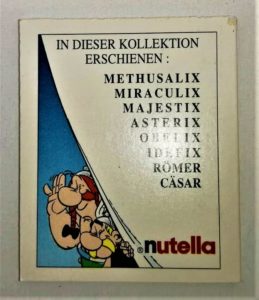 IN DIESER KOLLEKTION
ERSCHIENEN :
METHUSALIX
MIRACULIX
MAJESTIX
ASTERIX
OBELIX
IDEFIX
RÖMER
CÄSAR
®nutella